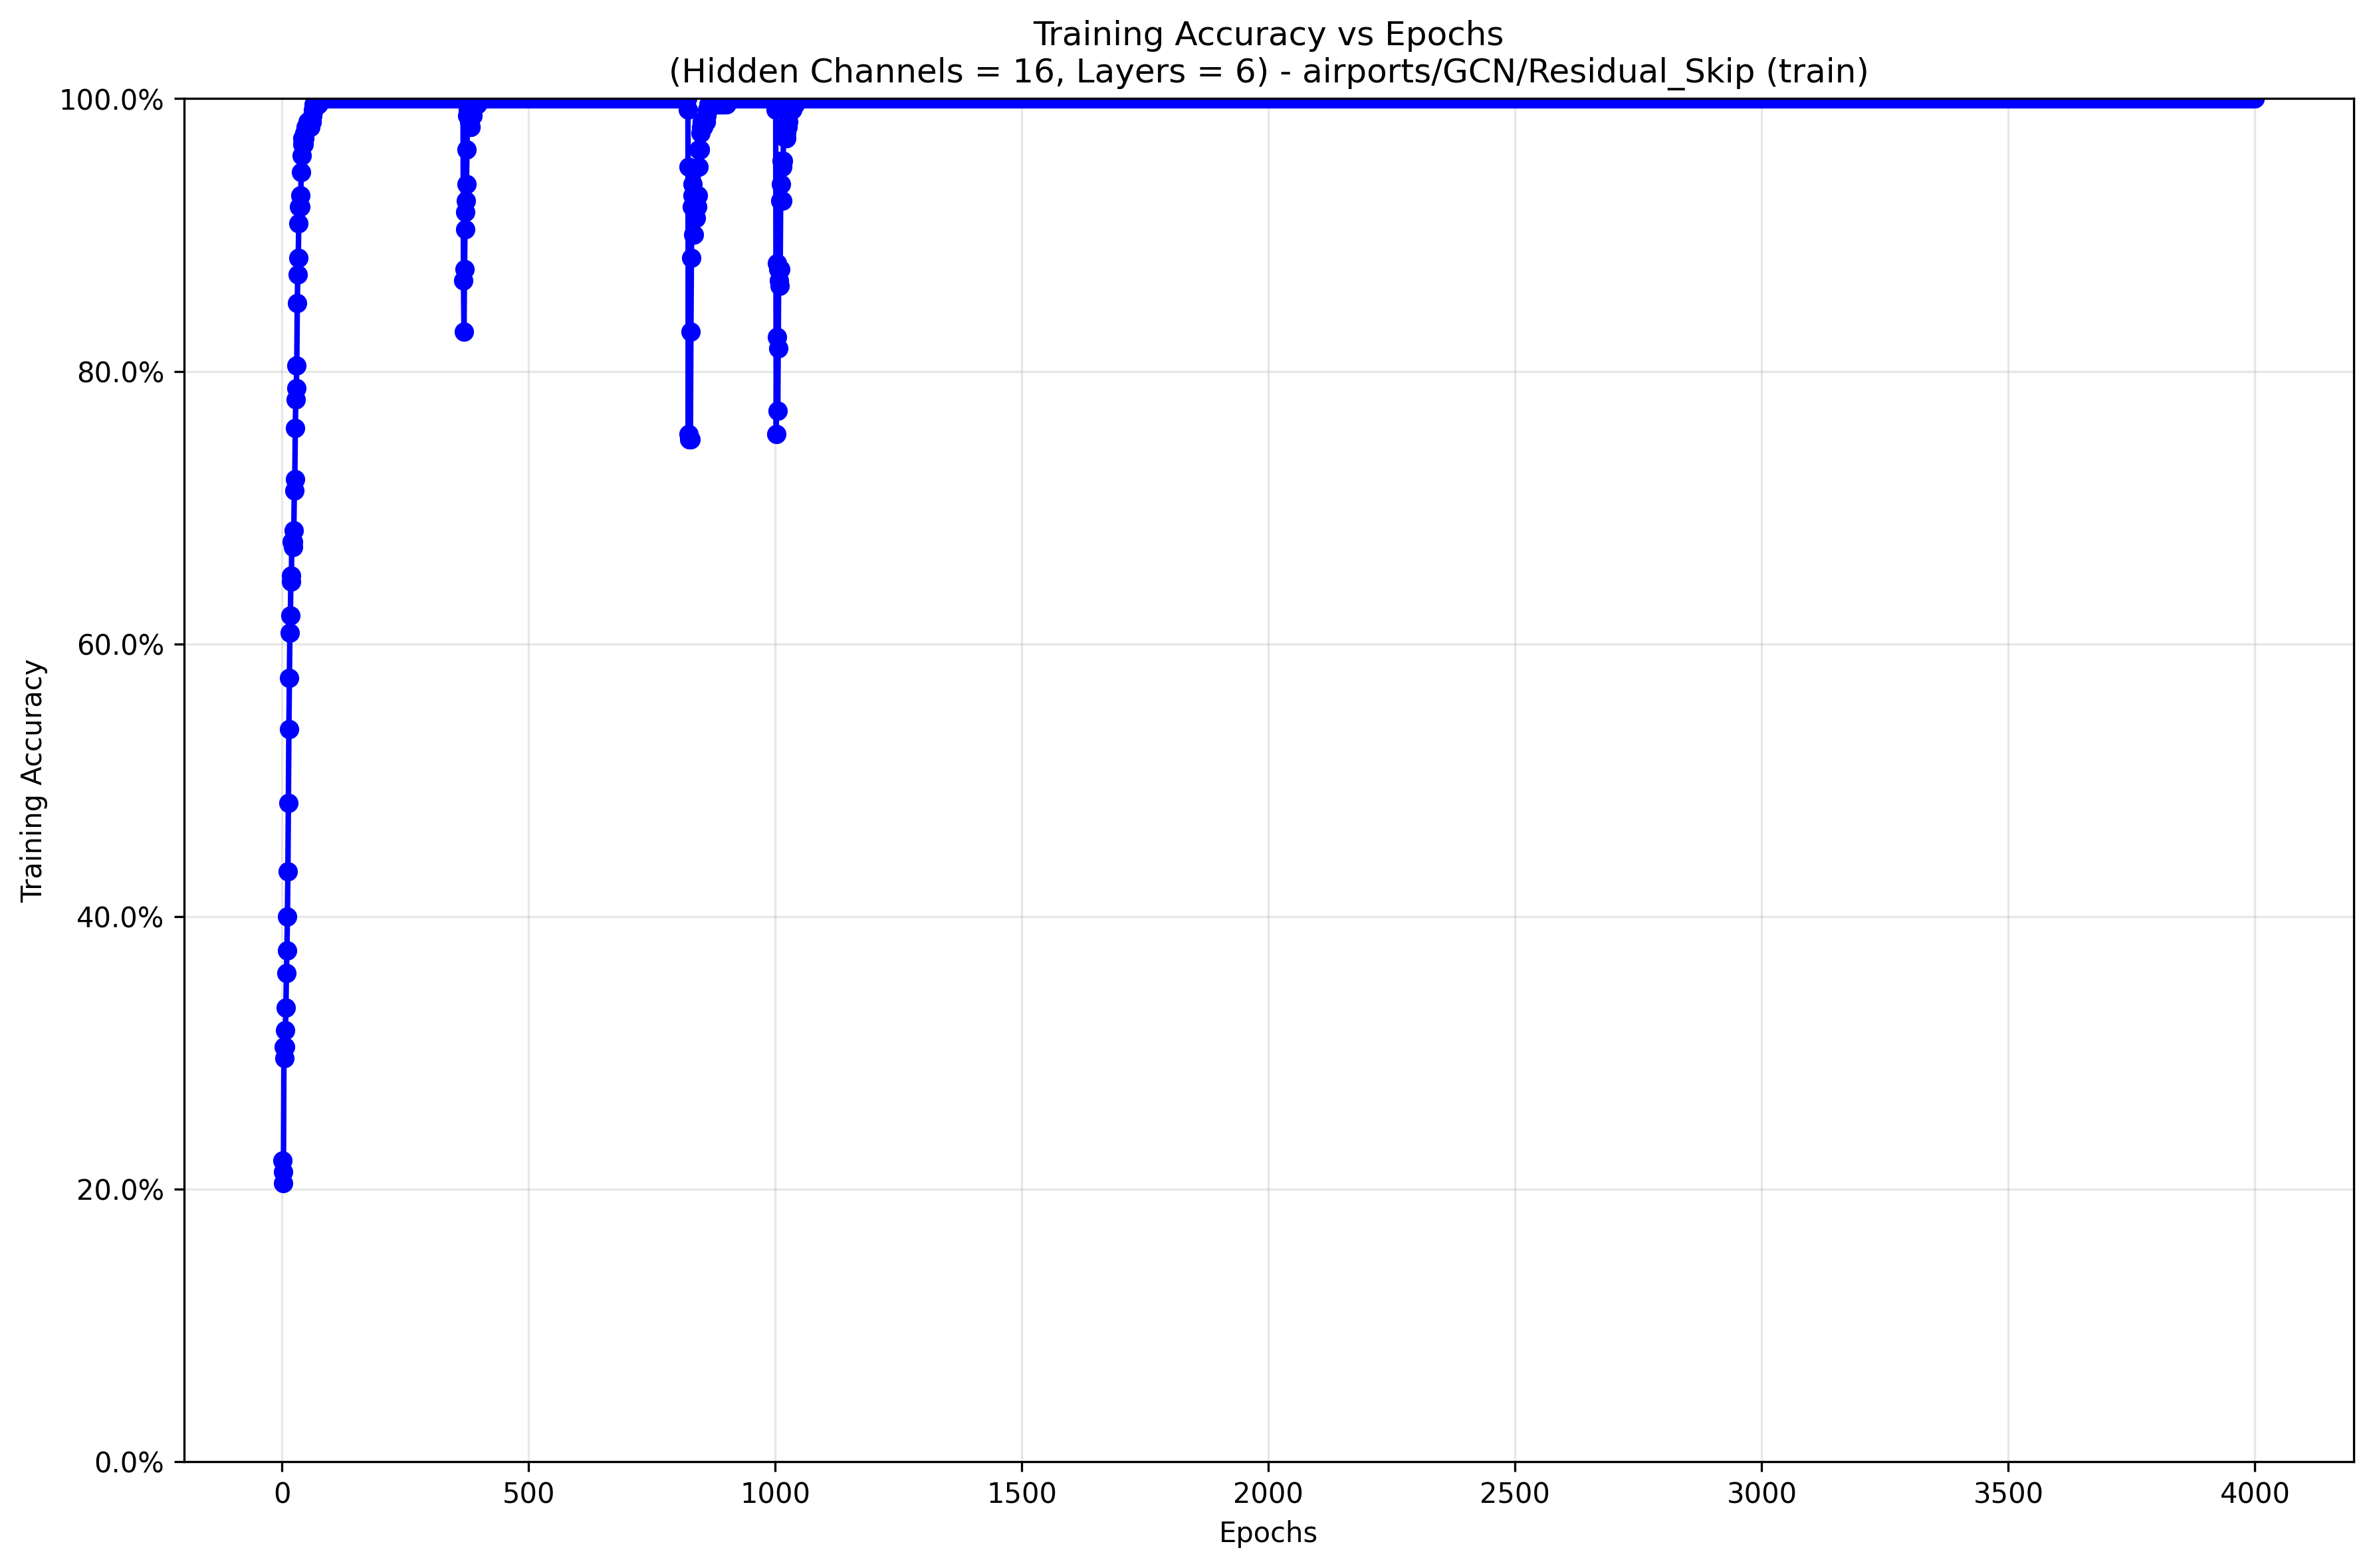 Training Accuracy vs Epochs
(Hidden Channels = 16, Layers = 6) - airports/GCN/Residual_Skip (train)
Training Accuracy
100.0%
80.0%
60.0%
40.0%
20.0%
0.0%
0 500 1000 1500 2000 2500 3000 3500 4000
Epochs